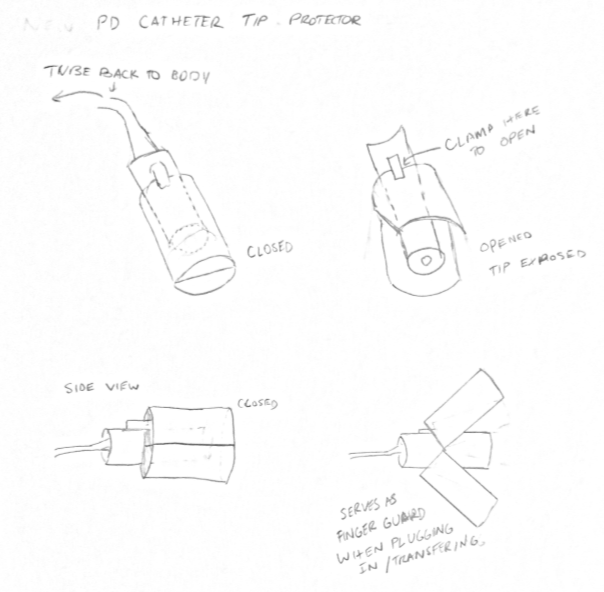 PD CATHETER TIP PROTECTOR
TUBE BACK TO BODY
CLAMP HERE
TO OPEN
CLOSED
OPENED
TIP EXPOSED
SIDE VIEW
CLOSED
SERVES AS
FINGER GUARD
WHEN PLUGGING
IN/TRANSFERING.